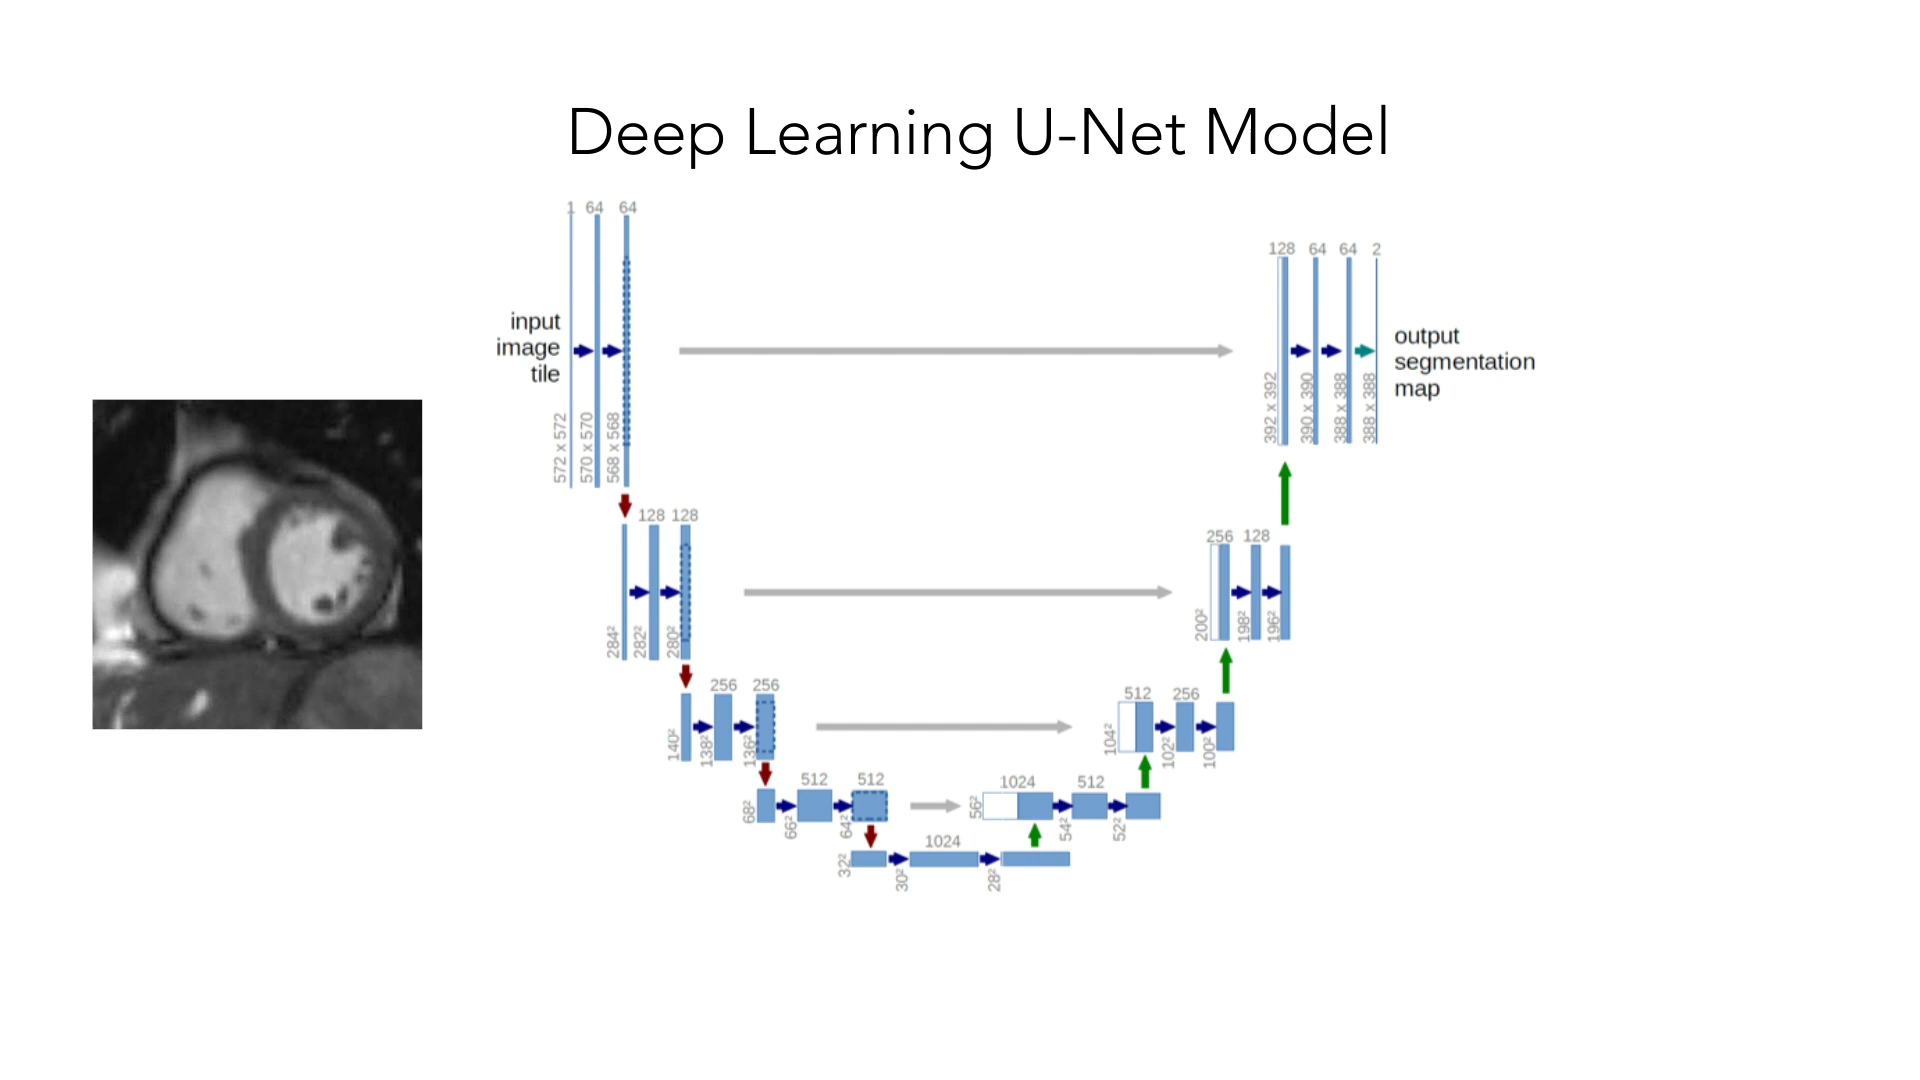 Deep Learning U-Net Model
1 64 64
128 64 64 2
input
image
tile
output
segmentation
map
572 x 572
570 x 570
568 x 568
392 x 392
390 x 390
388 x 388
388 x 388
128 128
256 128
284²
282²
280²
200²
198²
196²
256 256
512 256
140²
138²
136²
104²
102²
100²
512 512
1024 512
68²
66²
64²
56²
54²
52²
1024
32²
30²
28²